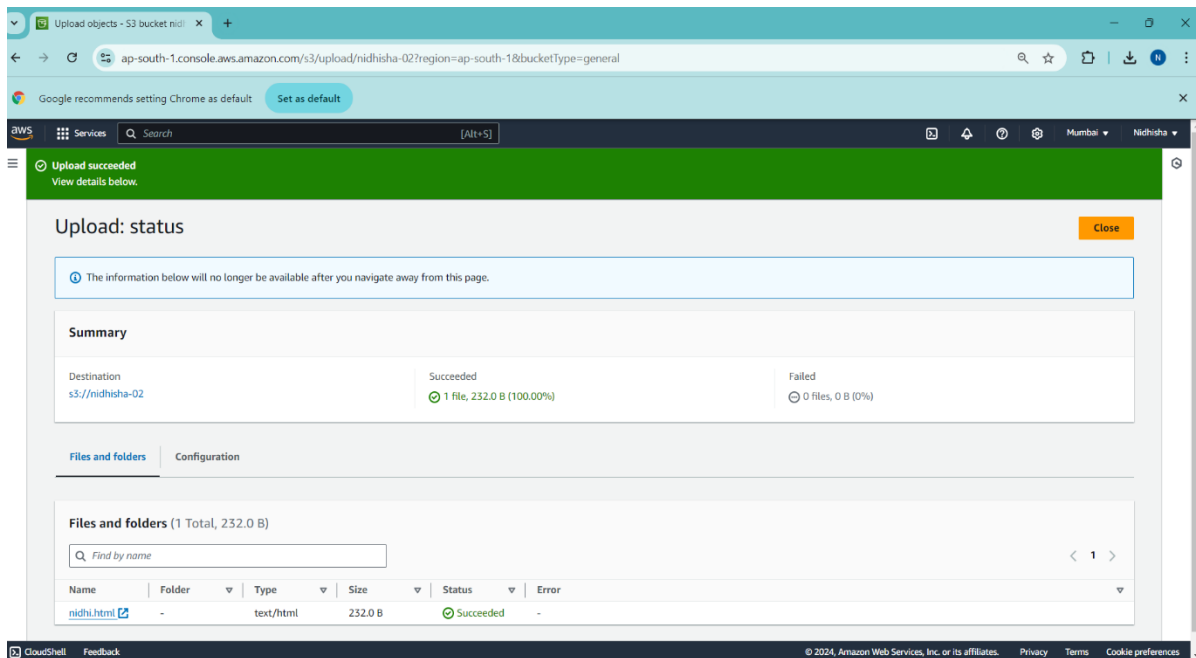 Upload objects - S3 bucket nidh
ap-south-1.console.aws.amazon.com/s3/upload/nidhisha-02?region=ap-south-1&bucketType=general
N
Google recommends setting Chrome as default Set as default
aws Services Search [Alt+S] Mumbai Nidhisha
Upload succeeded
View details below.
Upload: status Close
The information below will no longer be available after you navigate away from this page.
Summary
Destination Succeeded Failed
s3://nidhisha-02 1 file, 232.0 B (100.00%) 0 files, 0 B (0%)
Files and folders Configuration
Files and folders (1 Total, 232.0 B)
Find by name 1
Name Folder Type Size Status Error
nidhi.html - text/html 232.0 B Succeeded -
CloudShell Feedback © 2024, Amazon Web Services, Inc. or its affiliates. Privacy Terms Cookie preferences